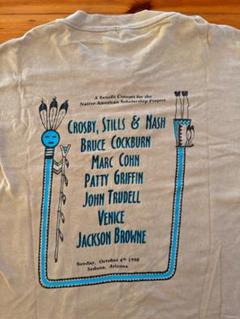 A Benefit Concert for the
Native American Scholarship Project
CROSBY, STILLS & NASH
BRUCE COCKBURN
MARC COHN
PATTY GRIFFIN
JOHN TRUDELL
VENICE
JACKSON BROWNE
Sunday, October 4th 1998
Sedona, Arizona